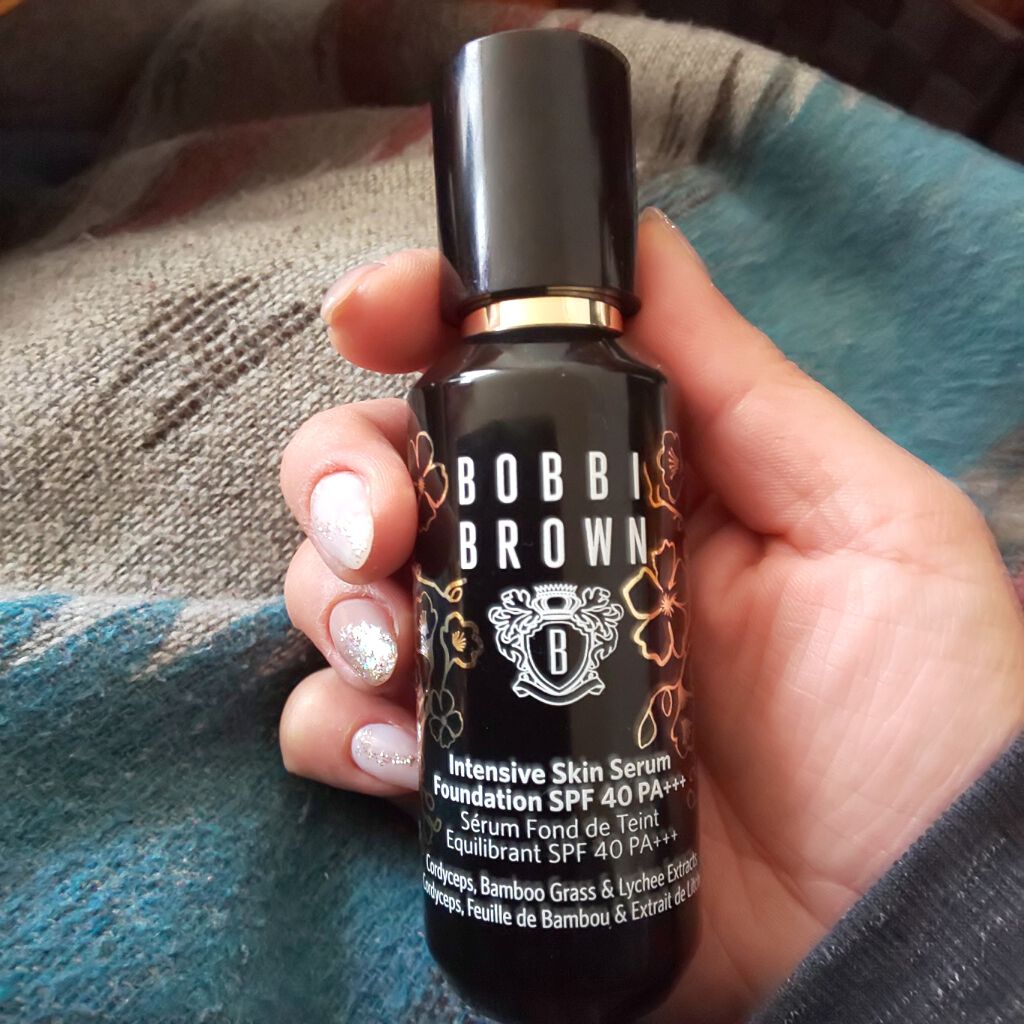 BOBBI
BROWN
B
Intensive Skin Serum
Foundation SPF 40 PA+++
Sérum Fond de Teint
Equilibrant SPF 40 PA+++
Cordyceps, Bamboo Grass & Lychee Extracts
Cordyceps, Feuille de Bambou & Extrait de